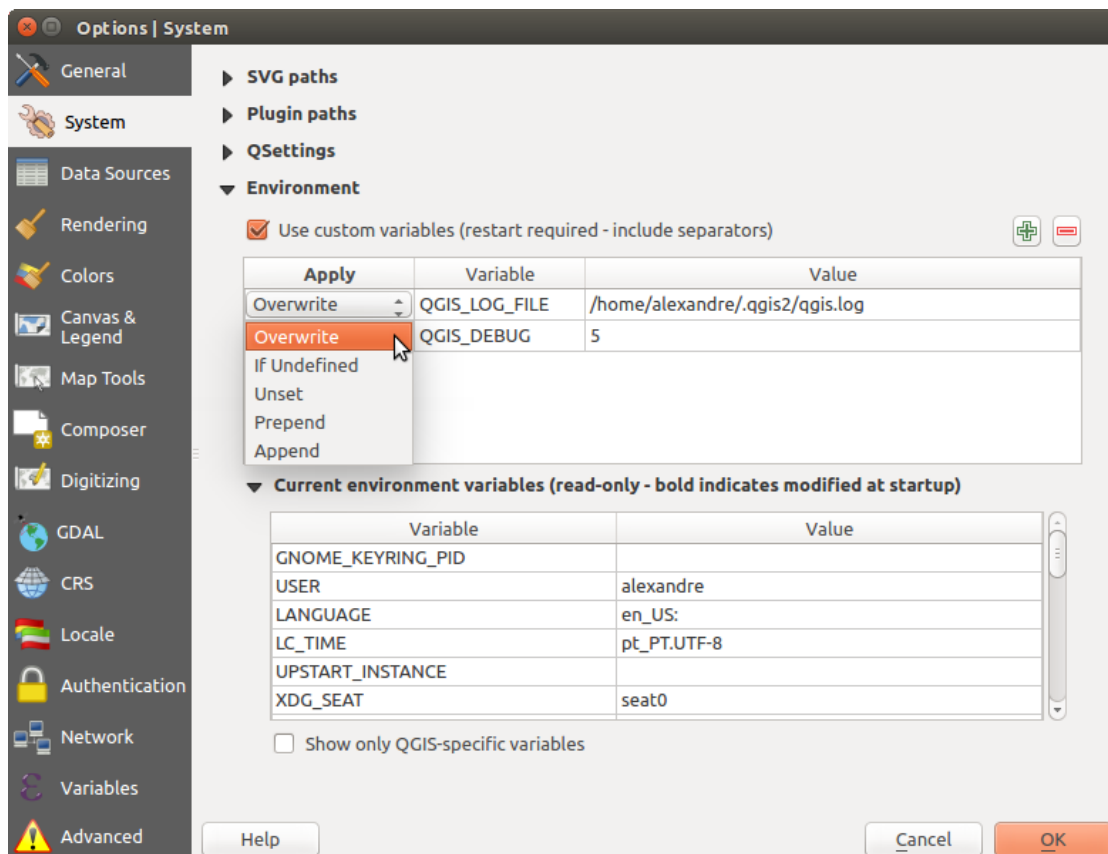 Options | System
General
System
Data Sources
Rendering
Colors
Canvas &
Legend
Map Tools
Composer
Digitizing
GDAL
CRS
Locale
Authentication
Network
Variables
Advanced
SVG paths
Plugin paths
QSettings
Environment
Use custom variables (restart required - include separators)
Apply Variable Value
Overwrite QGIS_LOG_FILE /home/alexandre/.qgis2/qgis.log
Overwrite QGIS_DEBUG 5
If Undefined
Unset
Prepend
Append
Current environment variables (read-only - bold indicates modified at startup)
Variable Value
GNOME_KEYRING_PID
USER alexandre
LANGUAGE en_US:
LC_TIME pt_PT.UTF-8
UPSTART_INSTANCE
XDG_SEAT seat0
Show only QGIS-specific variables
Help Cancel OK